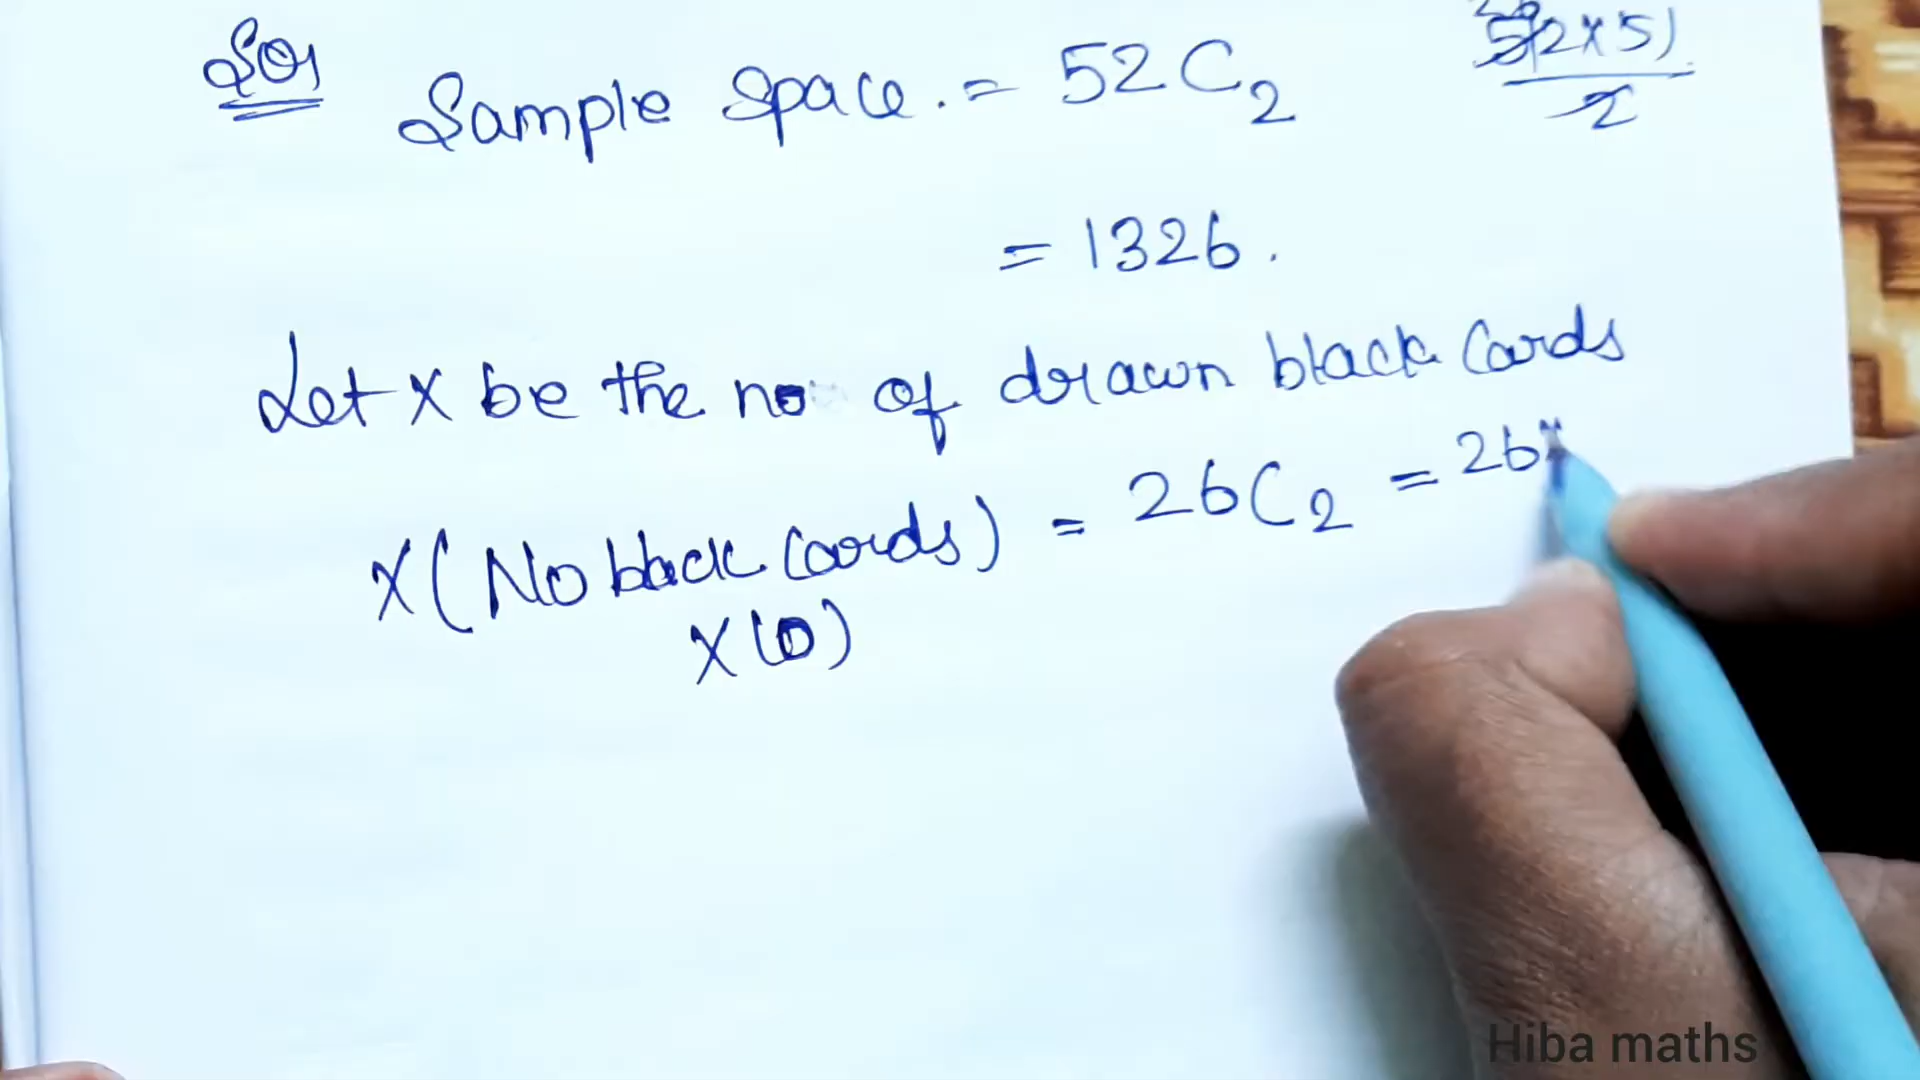 Sol
Sample space. = 52C2
52 x 51
2
= 1326.
Let X be the no of drawn black Cards
X(No black Cards) = 26C2 = 26
X(0)
Hiba maths